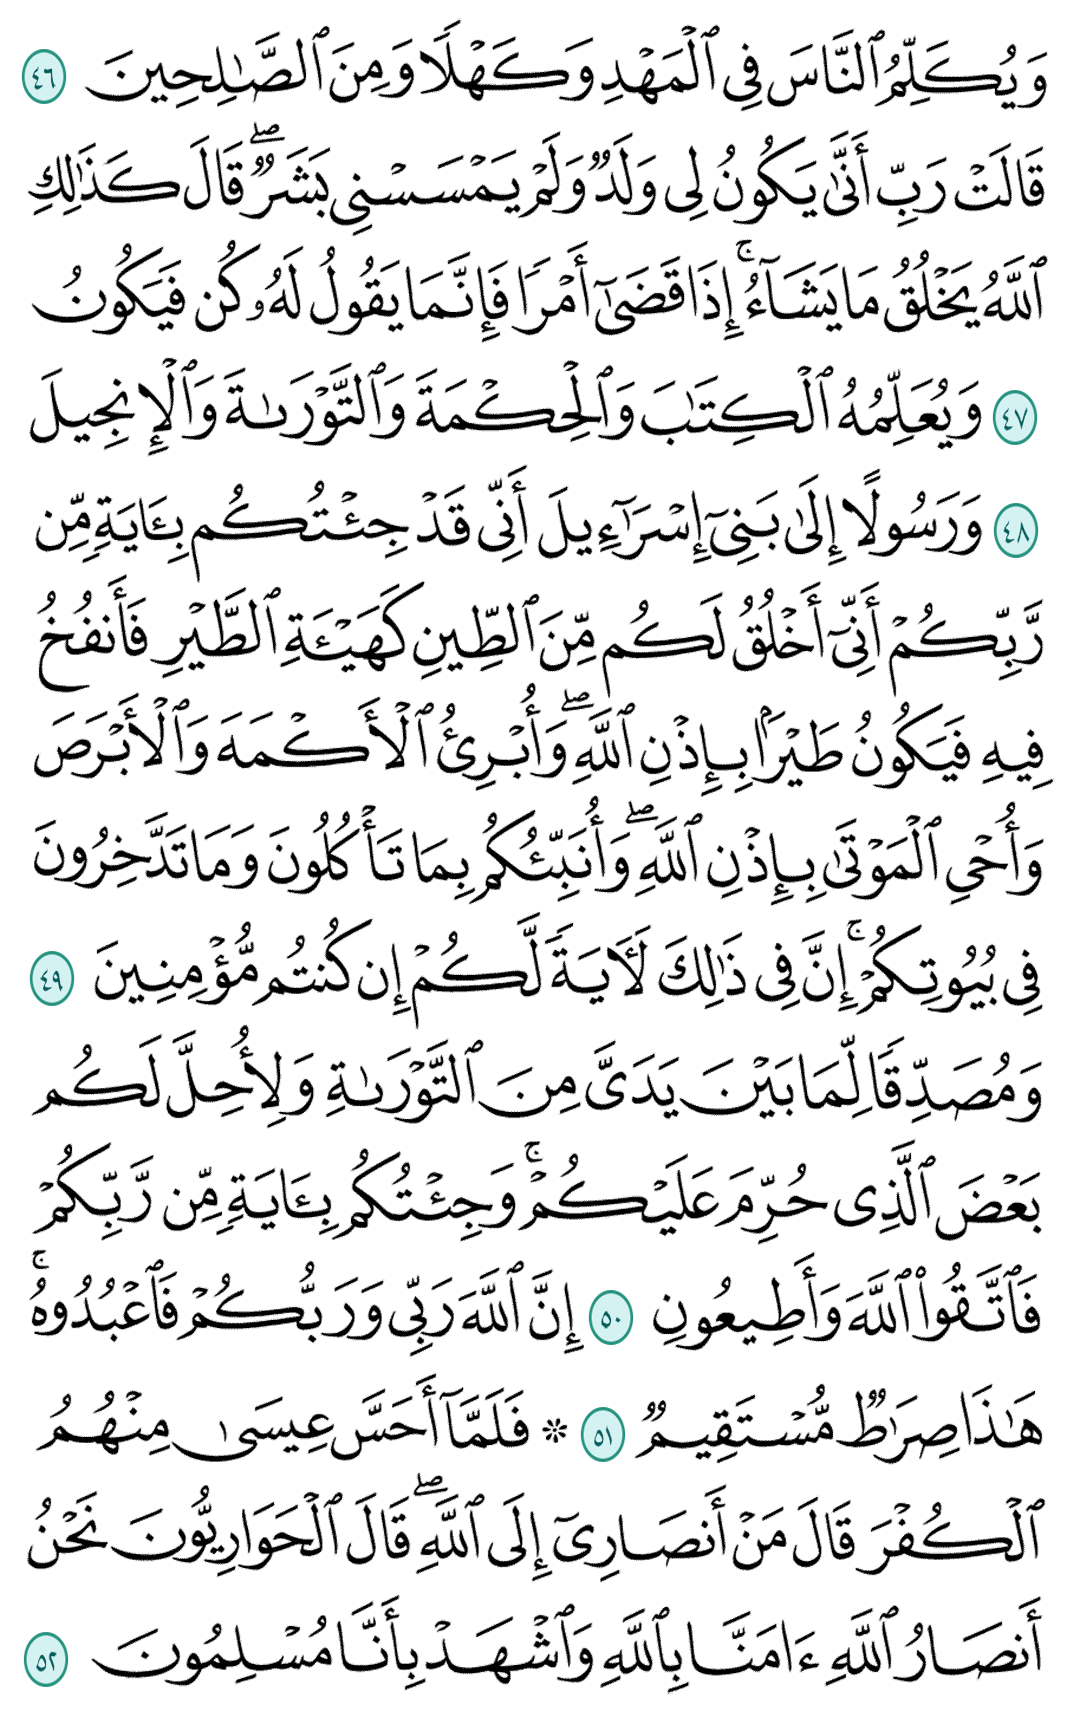 وَيُكَلِّمُ ٱلنَّاسَ فِى ٱلۡمَهۡدِ وَكَهۡلٗا وَمِنَ ٱلصَّٰلِحِينَ ٤٦
قَالَتۡ رَبِّ أَنَّىٰ يَكُونُ لِى وَلَدٞ وَلَمۡ يَمۡسَسۡنِى بَشَرٞۖ قَالَ كَذَٰلِكِ
ٱللَّهُ يَخۡلُقُ مَا يَشَآءُۚ إِذَا قَضَىٰٓ أَمۡرٗا فَإِنَّمَا يَقُولُ لَهُۥ كُن فَيَكُونُ
٤٧ وَيُعَلِّمُهُ ٱلۡكِتَٰبَ وَٱلۡحِكۡمَةَ وَٱلتَّوۡرَىٰةَ وَٱلۡإِنجِيلَ
٤٨ وَرَسُولًا إِلَىٰ بَنِىٓ إِسۡرَٰٓءِيلَ أَنِّى قَدۡ جِئۡتُكُم بِـَٔايَةٖ مِّن
رَّبِّكُمۡ أَنِّىٓ أَخۡلُقُ لَكُم مِّنَ ٱلطِّينِ كَهَيۡـَٔةِ ٱلطَّيۡرِ فَأَنفُخُ
فِيهِ فَيَكُونُ طَيۡرَۢا بِإِذۡنِ ٱللَّهِۖ وَأُبۡرِئُ ٱلۡأَكۡمَهَ وَٱلۡأَبۡرَصَ
وَأُحۡىِ ٱلۡمَوۡتَىٰ بِإِذۡنِ ٱللَّهِۖ وَأُنَبِّئُكُم بِمَا تَأۡكُلُونَ وَمَا تَدَّخِرُونَ
فِى بُيُوتِكُمۡۚ إِنَّ فِى ذَٰلِكَ لَأٓيَةٗ لَّكُمۡ إِن كُنتُم مُّؤۡمِنِينَ ٤٩
وَمُصَدِّقٗا لِّمَا بَيۡنَ يَدَىَّ مِنَ ٱلتَّوۡرَىٰةِ وَلِأُحِلَّ لَكُم
بَعۡضَ ٱلَّذِى حُرِّمَ عَلَيۡكُمۡۚ وَجِئۡتُكُم بِـَٔايَةٖ مِّن رَّبِّكُمۡ
فَٱتَّقُواْ ٱللَّهَ وَأَطِيعُونِ ٥٠ إِنَّ ٱللَّهَ رَبِّى وَرَبُّكُمۡ فَٱعۡبُدُوهُۚ
هَٰذَا صِرَٰطٞ مُّسۡتَقِيمٞ ٥١ ۞ فَلَمَّآ أَحَسَّ عِيسَىٰ مِنۡهُمُ
ٱلۡكُفۡرَ قَالَ مَنۡ أَنصَارِىٓ إِلَى ٱللَّهِۖ قَالَ ٱلۡحَوَارِيُّونَ نَحۡنُ
أَنصَارُ ٱللَّهِ ءَامَنَّا بِٱللَّهِ وَٱشۡهَدۡ بِأَنَّا مُسۡلِمُونَ ٥٢